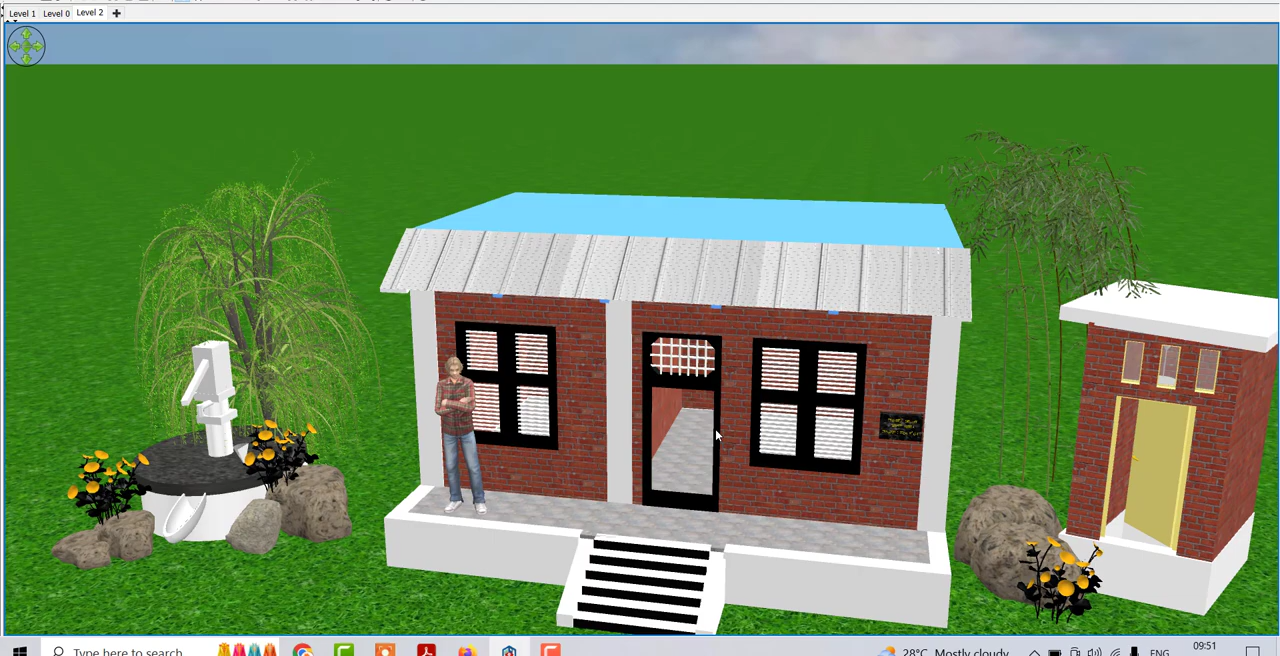 Level 1 Level 0 Level 2
Type here to search
28°C Mostly cloudy
ENG
09:51